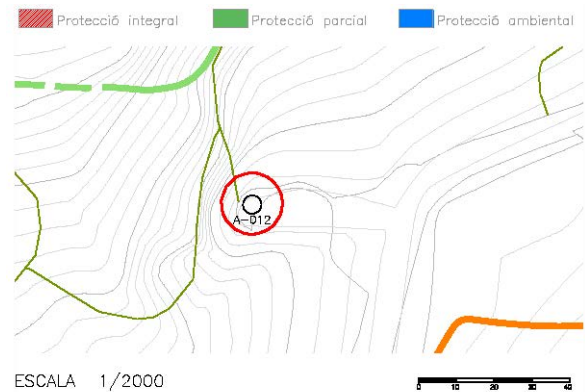 Protecció integral Protecció parcial Protecció ambiental
A-012
ESCALA 1/2000
0 10 20 30 40